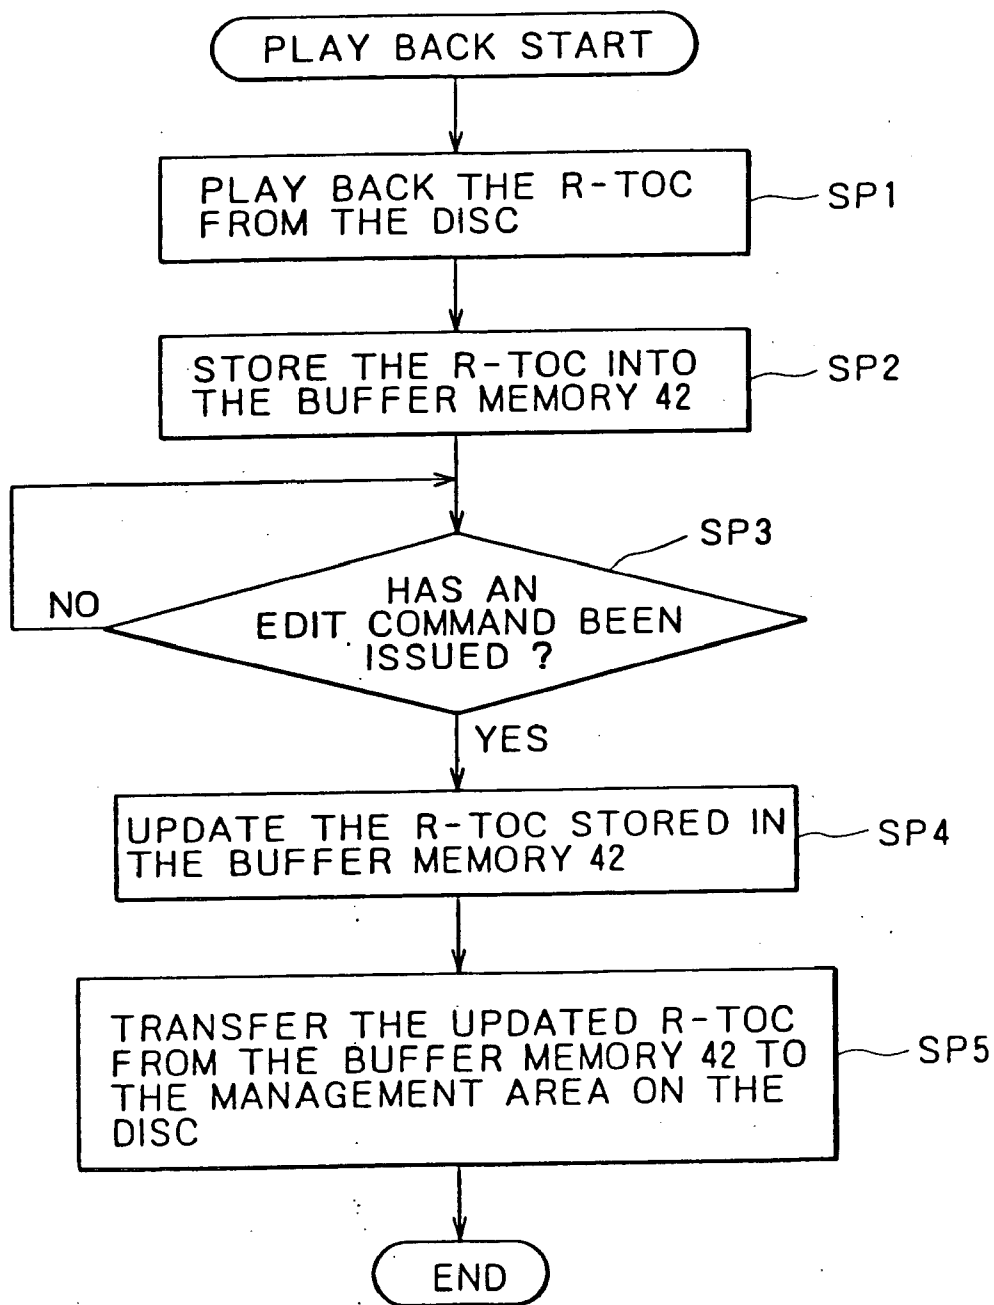 PLAY BACK START
PLAY BACK THE R-TOC
FROM THE DISC
SP1
STORE THE R-TOC INTO
THE BUFFER MEMORY 42
SP2
SP3
HAS AN
EDIT COMMAND BEEN
ISSUED ?
NO
YES
UPDATE THE R-TOC STORED IN
THE BUFFER MEMORY 42
SP4
TRANSFER THE UPDATED R-TOC
FROM THE BUFFER MEMORY 42 TO
THE MANAGEMENT AREA ON THE
DISC
SP5
END